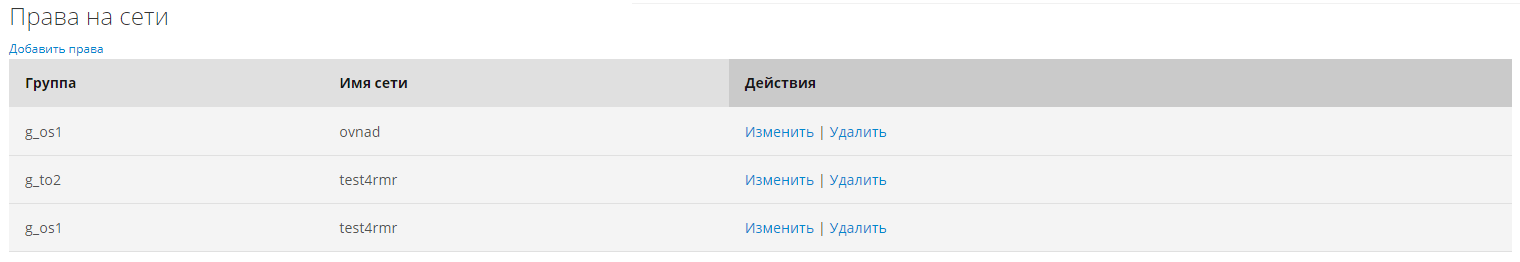 Права на сети
Добавить права
Группа Имя сети Действия
g_os1 ovnad Изменить | Удалить
g_to2 test4rmr Изменить | Удалить
g_os1 test4rmr Изменить | Удалить